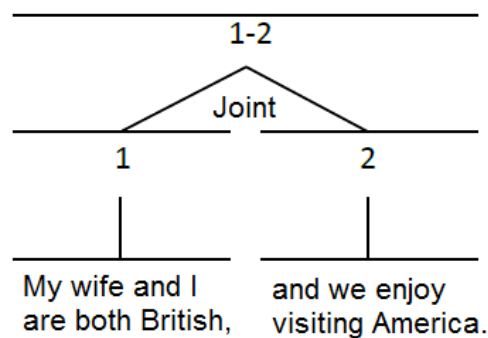 1-2
Joint
1
2
My wife and I
are both British,
and we enjoy
visiting America.